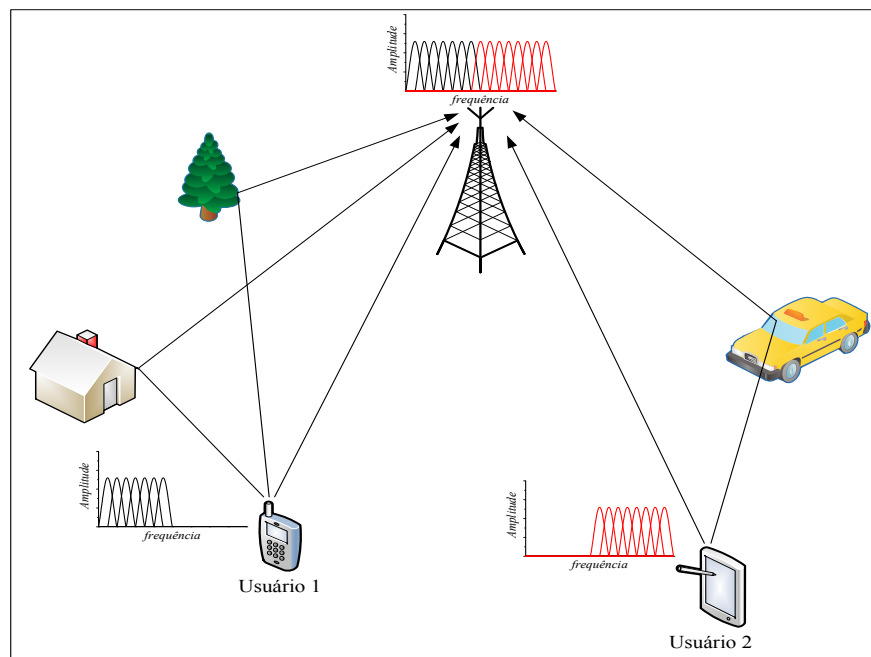 Amplitude
frequência
Amplitude
frequência
Usuário 1
Amplitude
frequência
Usuário 2